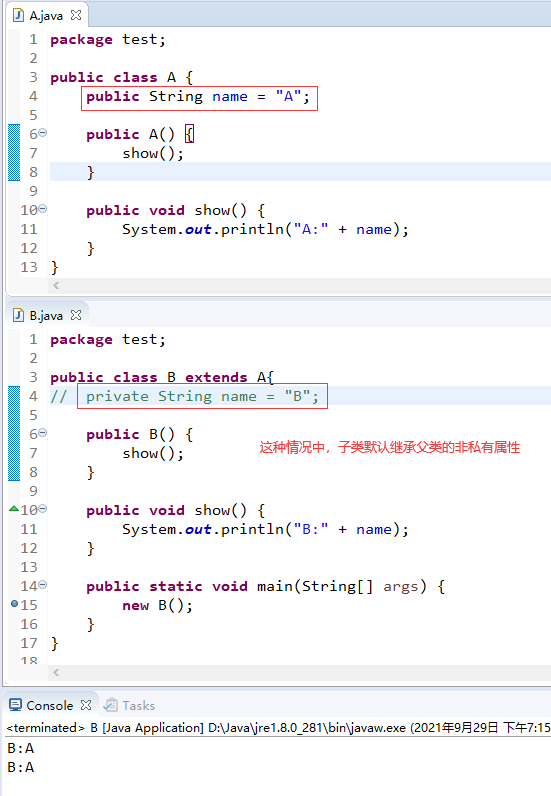 A.java
1 package test;
2
3 public class A {
4 public String name = "A";
5
6 public A() {
7 show();
8 }
9
10 public void show() {
11 System.out.println("A:" + name);
12 }
13 }
B.java
1 package test;
2
3 public class B extends A{
4 // private String name = "B";
5
6 public B() {
7 show();
8 }
这种情况中，子类默认继承父类的非私有属性
9
10 public void show() {
11 System.out.println("B:" + name);
12 }
13
14 public static void main(String[] args) {
15 new B();
16 }
17 }
18
Console Tasks
<terminated> B [Java Application] D:\Java\jre1.8.0_281\bin\javaw.exe (2021年9月29日 下午7:15
B:A
B:A